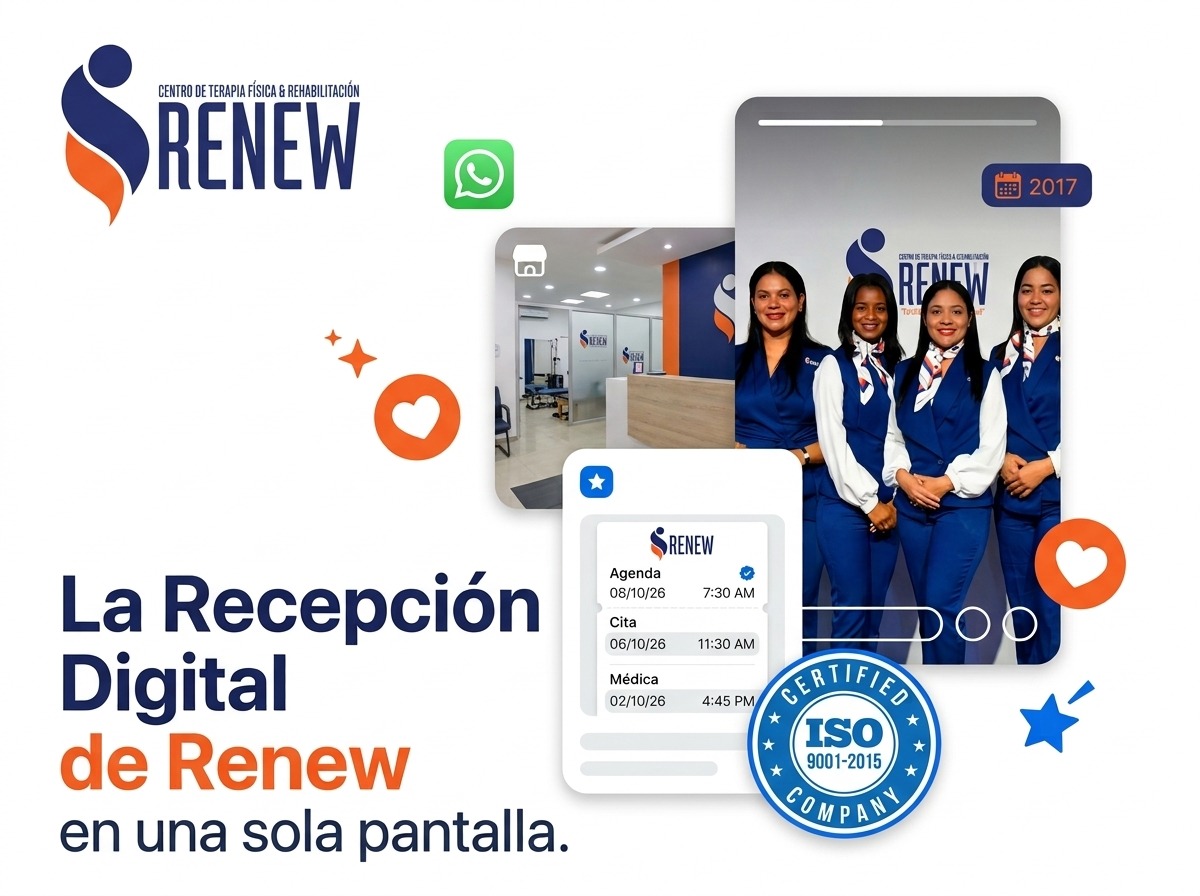 CENTRO DE TERAPIA FÍSICA & REHABILITACIÓN
RENEW
2017
CENTRO DE TERAPIA FÍSICA & REHABILITACIÓN
RENEW
RENEW
RENEW
RENEW
Agenda
08/10/26 7:30 AM
Cita
06/10/26 11:30 AM
Médica
02/10/26 4:45 PM
CERTIFIED
ISO
9001-2015
COMPANY
La Recepción
Digital
de Renew
en una sola pantalla.